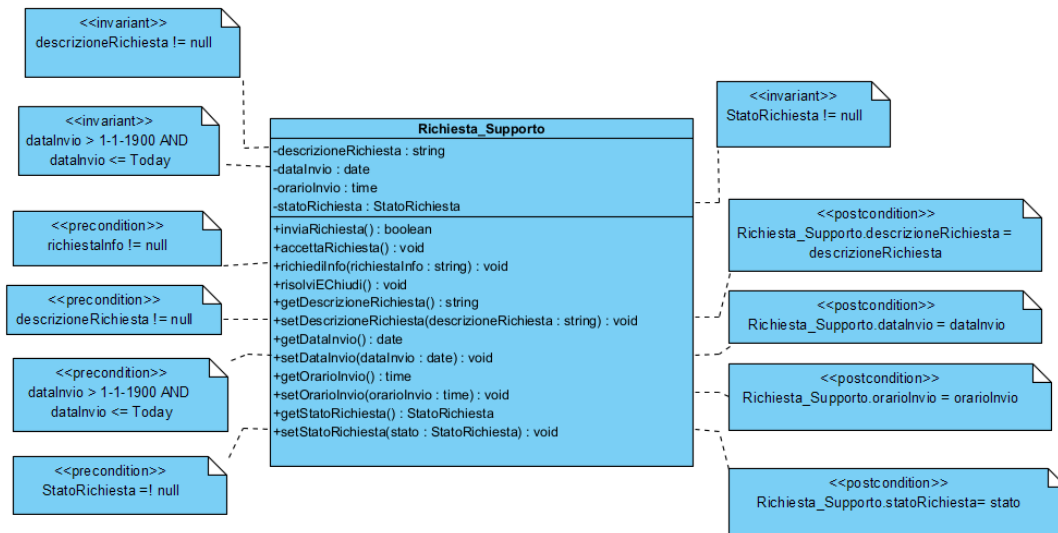 <<invariant>>
descrizioneRichiesta != null
<<invariant>>
dataInvio > 1-1-1900 AND
dataInvio <= Today
<<precondition>>
richiestaInfo != null
<<precondition>>
descrizioneRichiesta != null
<<precondition>>
dataInvio > 1-1-1900 AND
dataInvio <= Today
<<precondition>>
StatoRichiesta =! null
Richiesta_Supporto
-descrizioneRichiesta : string
-dataInvio : date
-orarioInvio : time
-statoRichiesta : StatoRichiesta
+inviaRichiesta() : boolean
+accettaRichiesta() : void
+richiediInfo(richiestaInfo : string) : void
+risolviEChiudi() : void
+getDescrizioneRichiesta() : string
+setDescrizioneRichiesta(descrizioneRichiesta : string) : void
+getDataInvio() : date
+setDataInvio(dataInvio : date) : void
+getOrarioInvio() : time
+setOrarioInvio(orarioInvio : time) : void
+getStatoRichiesta() : StatoRichiesta
+setStatoRichiesta(stato : StatoRichiesta) : void
<<invariant>>
StatoRichiesta != null
<<postcondition>>
Richiesta_Supporto.descrizioneRichiesta =
descrizioneRichiesta
<<postcondition>>
Richiesta_Supporto.dataInvio = dataInvio
<<postcondition>>
Richiesta_Supporto.orarioInvio = orarioInvio
<<postcondition>>
Richiesta_Supporto.statoRichiesta= stato